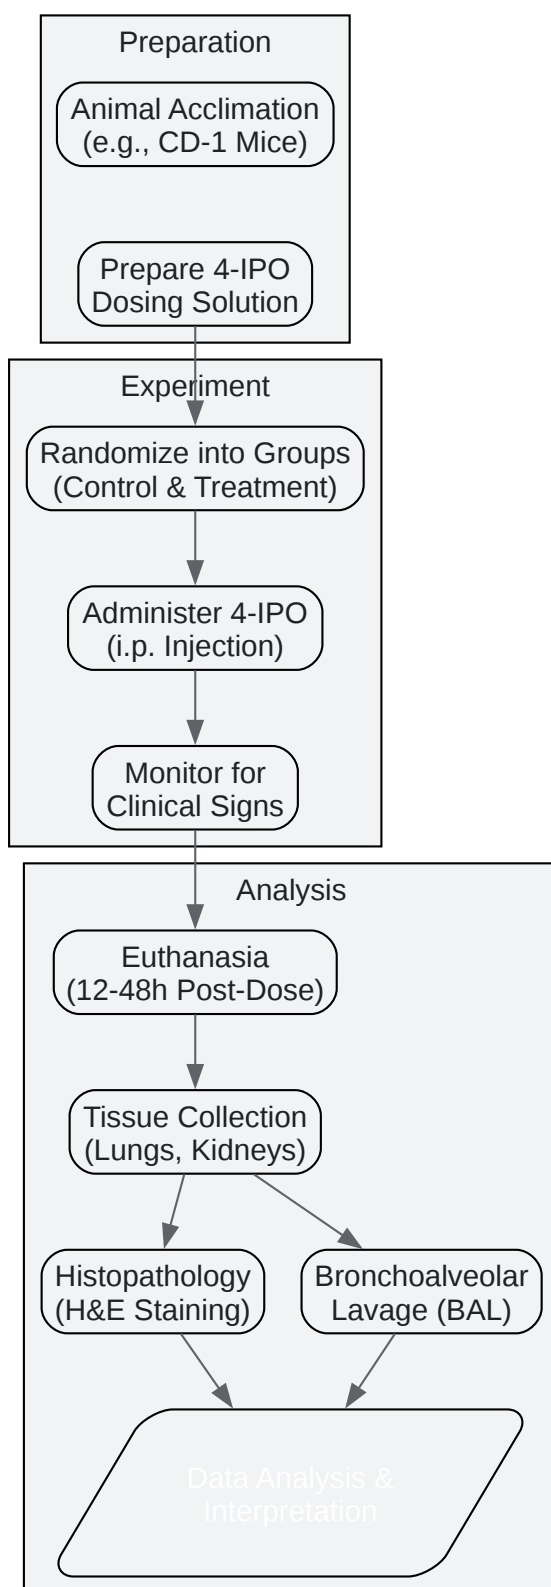 Preparation
Animal Acclimation
(e.g., CD-1 Mice)
Prepare 4-IPO
Dosing Solution
Experiment
Randomize into Groups
(Control & Treatment)
Administer 4-IPO
(i.p. Injection)
Monitor for
Clinical Signs
Analysis
Euthanasia
(12-48h Post-Dose)
Tissue Collection
(Lungs, Kidneys)
Histopathology
(H&E Staining)
Bronchoalveolar
Lavage (BAL)
Data Analysis &
Interpretation